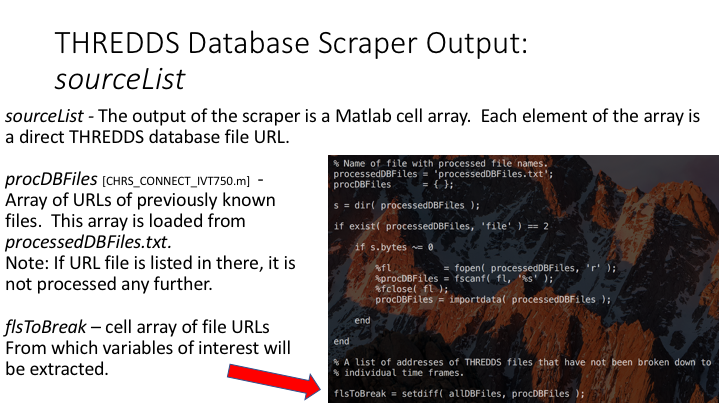 THREDDS Database Scraper Output:
sourceList
sourceList - The output of the scraper is a Matlab cell array.  Each element of the array is
a direct THREDDS database file URL.
procDBFiles [CHRS_CONNECT_IVT750.m]  -
Array of URLs of previously known
files.  This array is loaded from
processedDBFiles.txt.
Note: If URL file is listed in there, it is
not processed any further.
flsToBreak – cell array of file URLs
From which variables of interest will
be extracted.
% Name of file with processed file names.
processedDBFiles = 'processedDBFiles.txt';
procDBFiles      = { };
s = dir( processedDBFiles );
if exist( processedDBFiles, 'file' ) == 2
if s.bytes ~= 0
%fl          = fopen( processedDBFiles, 'r' );
%procDBFiles = fscanf( fl, '%s' );
%fclose( fl );
procDBFiles = importdata( processedDBFiles );
end
end
% A list of addresses of THREDDS files that have not been broken down to
% individual time frames.
flsToBreak = setdiff( allDBFiles, procDBFiles );